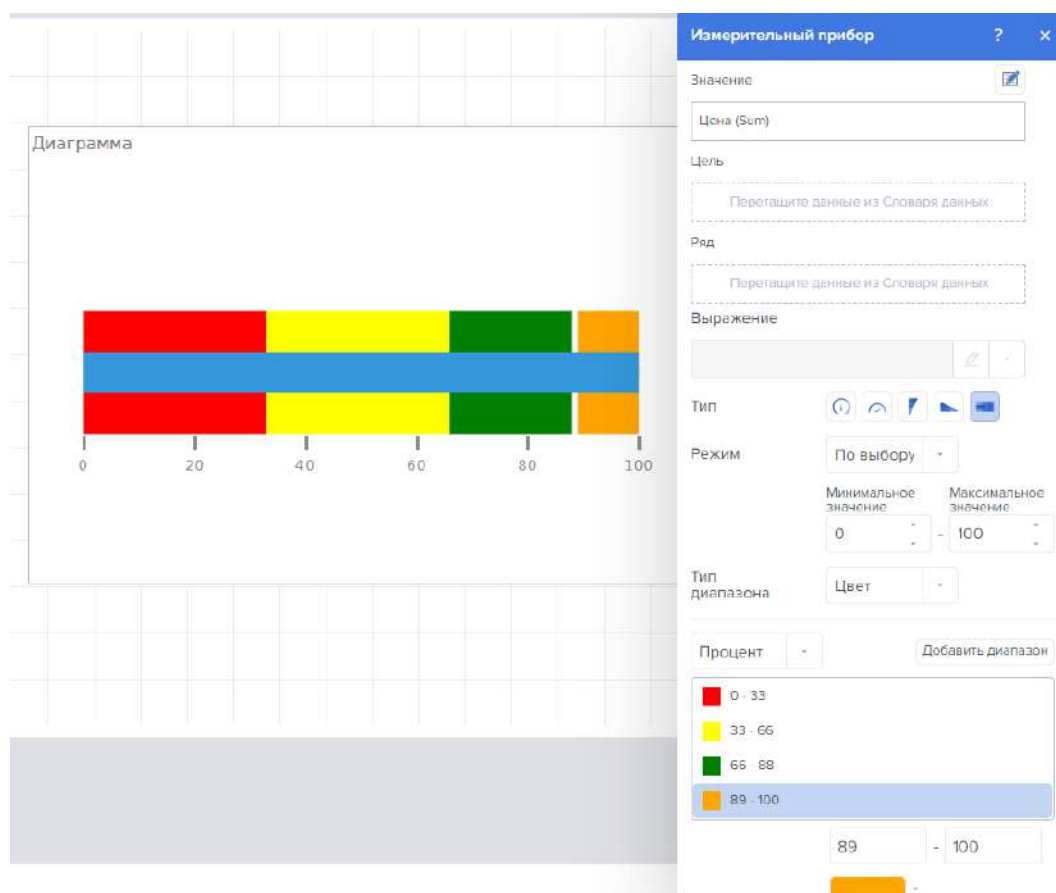 Измерительный прибор ? ×
Значение
Цена (Sum)
Диаграмма
Цель
Перетащите данные из Словаря данных
Ряд
Перетащите данные из Словаря данных
Выражение
Тип
Режим
По выбору
Минимальное значение
Максимальное значение
0 - 100
Тип диапазона
Цвет
0 20 40 60 80 100
Процент
Добавить диапазон
0 - 33
33 - 66
66 - 88
89 - 100
89 - 100